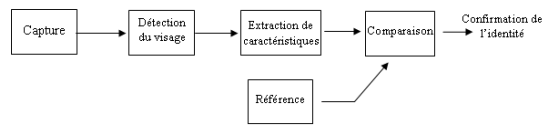 Capture
Détection
du visage
Extraction de
caractéristiques
Comparaison
Confirmation de
l'identité
Référence